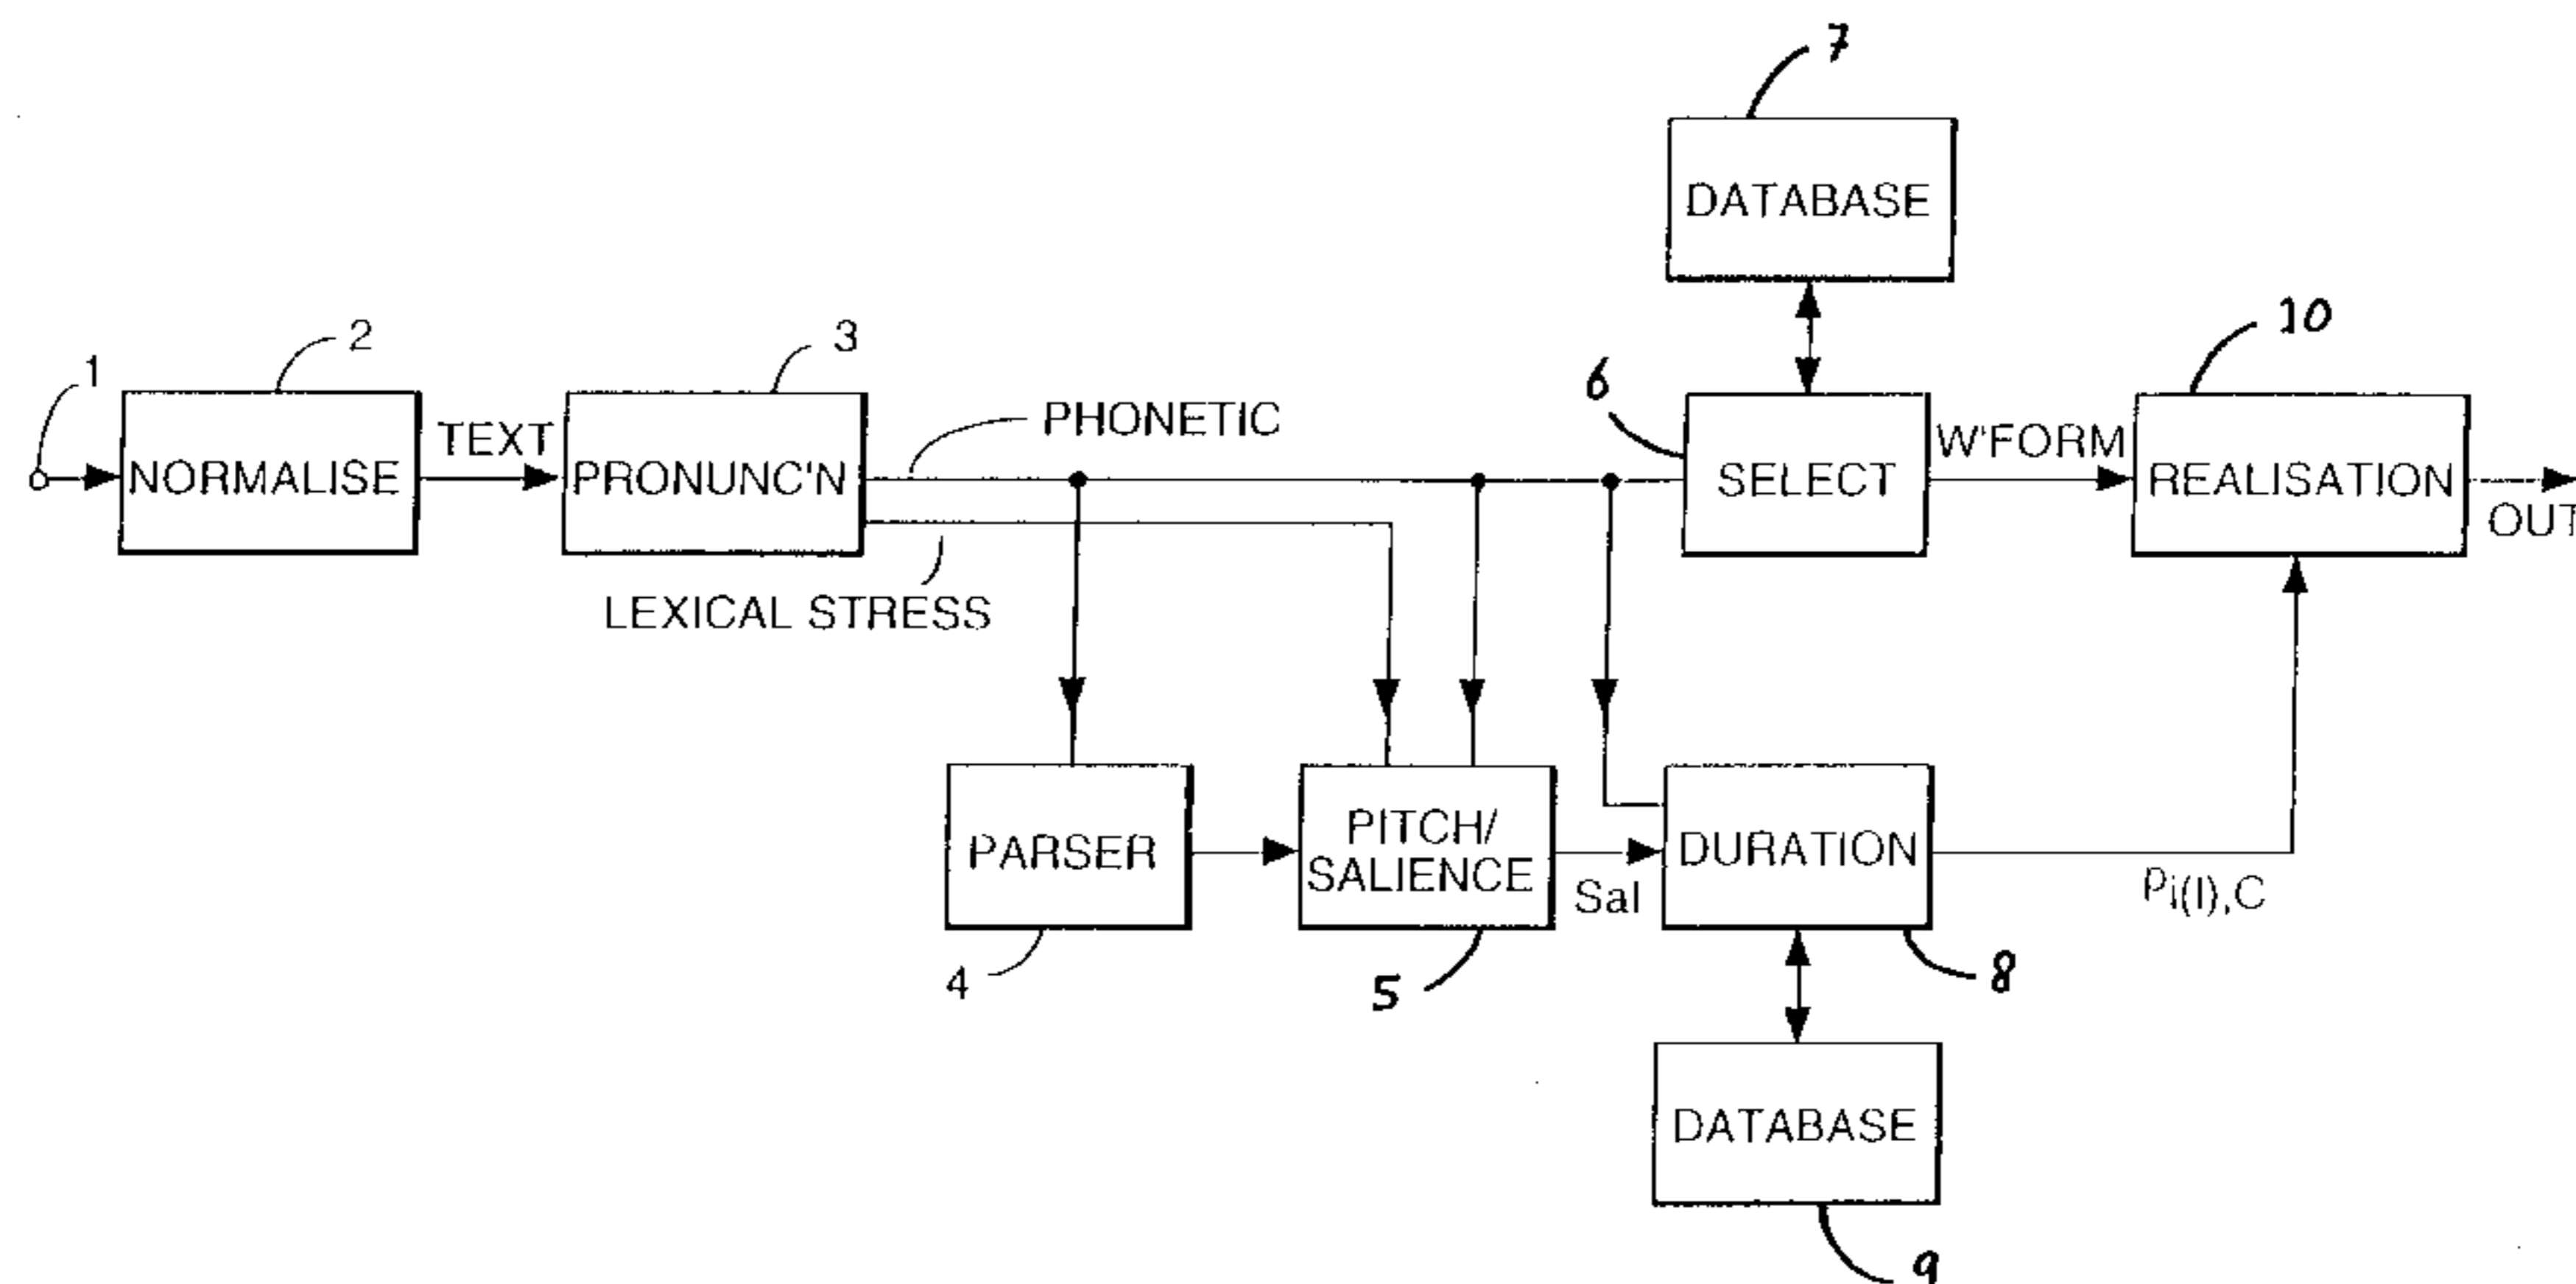 7
DATABASE
10
2
3
1
6
PHONETIC
TEXT
W'FORM
NORMALISE
PRONUNC'N
SELECT
REALISATION
OUT
LEXICAL STRESS
PITCH/
SALIENCE
PARSER
DURATION
Sal
Pi(l),C
4
5
8
DATABASE
9